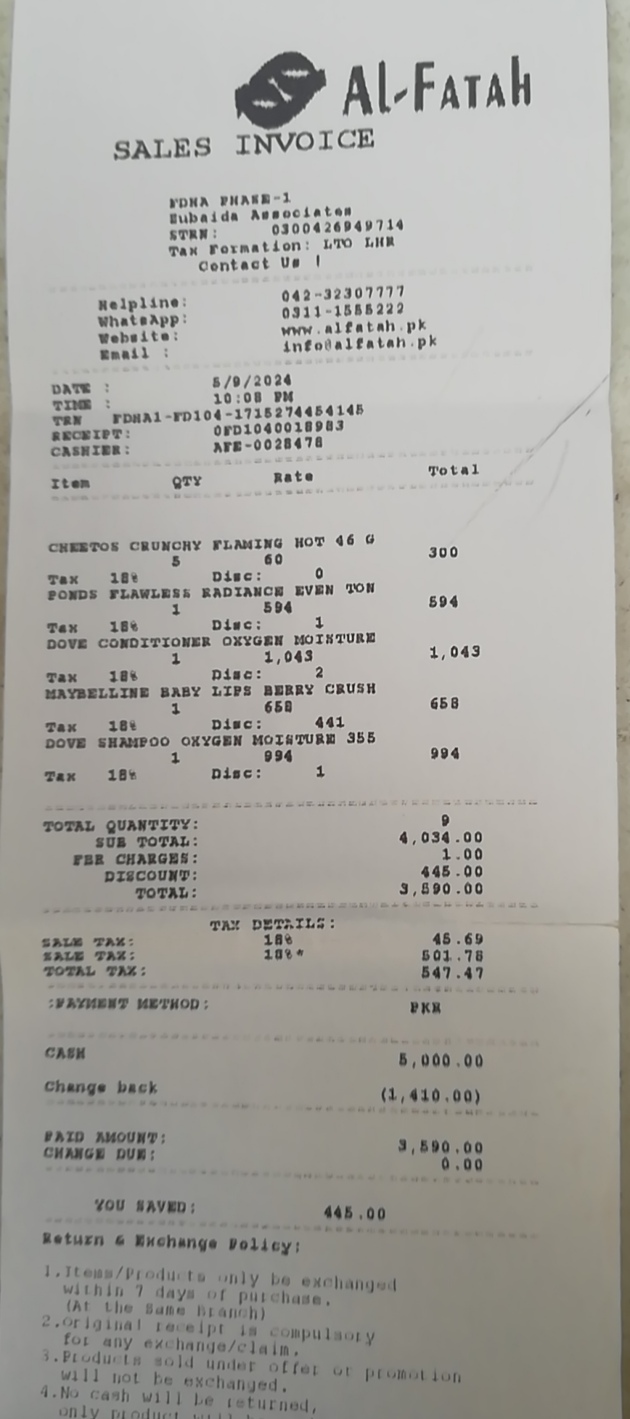 Al-Fatah
SALES INVOICE
FDHA PHASE-1
Zubaida Associates
STRN: 0300426949714
Tax Formation: LTO LHR
Contact Us !
Helpline: 042-32307777
WhatsApp: 0311-1555222
Website: www.alfatah.pk
Email : info@alfatah.pk
DATE : 5/9/2024
TIME : 10:08 PM
TRN FDHA1-FD104-1715274454145
RECEIPT: 0FD1040018983
CASHIER: AFE-0028478
Item QTY Rate Total
CHEETOS CRUNCHY FLAMING HOT 46 G
5 60 300
Tax 18% Disc: 0
PONDS FLAWLESS RADIANCE EVEN TON
1 594 594
Tax 18% Disc: 1
DOVE CONDITIONER OXYGEN MOISTURE
1 1,043 1,043
Tax 18% Disc: 2
MAYBELLINE BABY LIPS BERRY CRUSH
1 658 658
Tax 18% Disc: 441
DOVE SHAMPOO OXYGEN MOISTURE 355
1 994 994
Tax 18% Disc: 1
TOTAL QUANTITY: 9
SUB TOTAL: 4,034.00
FBR CHARGES: 1.00
DISCOUNT: 445.00
TOTAL: 3,590.00
TAX DETAILS:
SALE TAX: 18% 45.69
SALE TAX: 18%* 501.78
TOTAL TAX: 547.47
:PAYMENT METHOD: PKR
CASH 5,000.00
Change back (1,410.00)
PAID AMOUNT: 3,590.00
CHANGE DUE: 0.00
YOU SAVED: 445.00
Return & Exchange Policy:
1.Items/Products only be exchanged
within 7 days of purchase.
(At the Same Branch)
2.Original receipt is compulsory
for any exchange/claim.
3.Products sold under offer or promotion
will not be exchanged.
4.No cash will be returned,
only product will